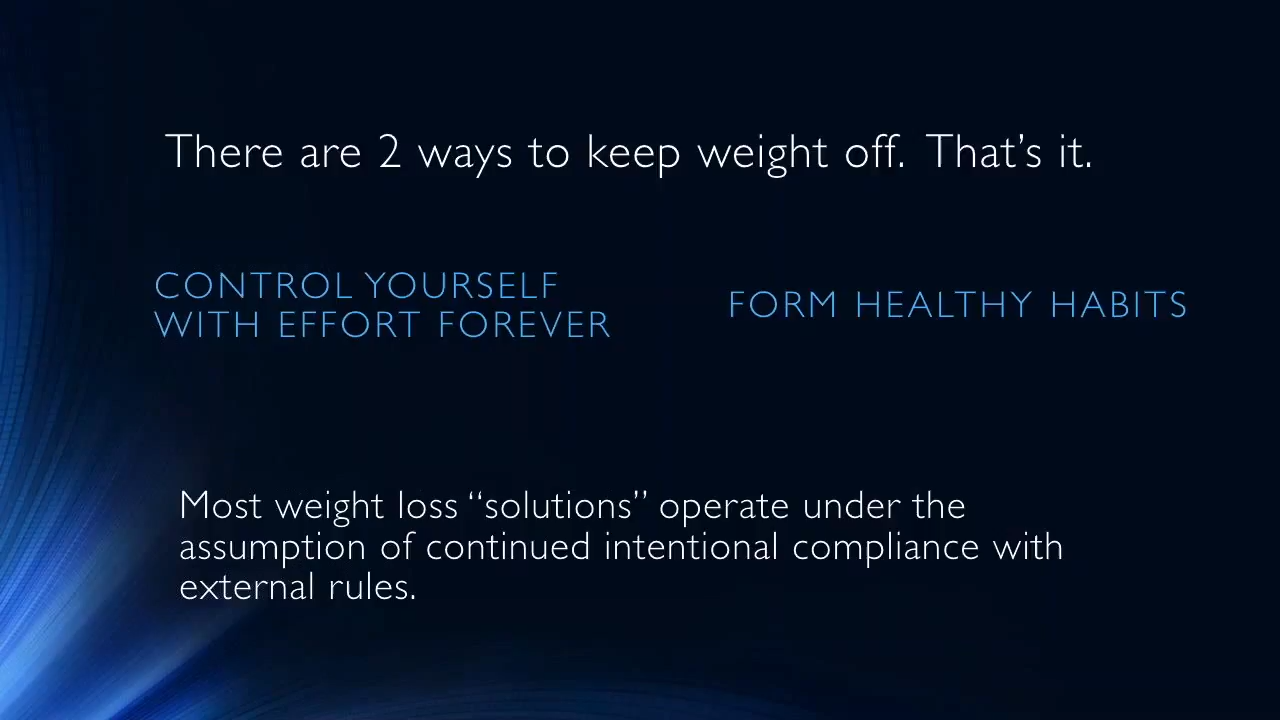 There are 2 ways to keep weight off.  That’s it.
CONTROL YOURSELF
WITH EFFORT FOREVER
FORM HEALTHY HABITS
Most weight loss “solutions” operate under the
assumption of continued intentional compliance with
external rules.